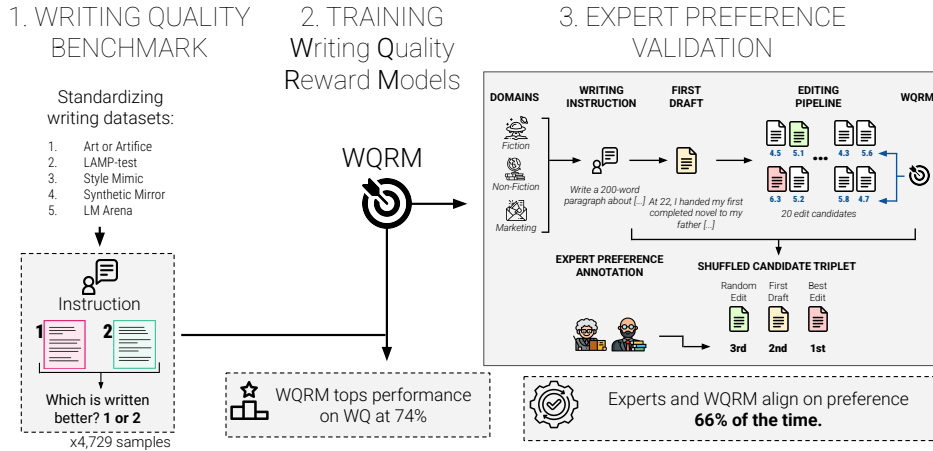 1. WRITING QUALITY
BENCHMARK
Standardizing
writing datasets:
1. Art or Artifice
2. LAMP-test
3. Style Mimic
4. Synthetic Mirror
5. LM Arena
Instruction
1
2
Which is written
better? 1 or 2
x4,729 samples
2. TRAINING
Writing Quality
Reward Models
WQRM
WQRM tops performance
on WQ at 74%
3. EXPERT PREFERENCE
VALIDATION
DOMAINS
Fiction
Non-Fiction
Marketing
WRITING
INSTRUCTION
Write a 200-word
paragraph about [...]
FIRST
DRAFT
At 22, I handed my first
completed novel to my
father [...]
EDITING
PIPELINE
4.5 5.1 4.3 5.6
•••
6.3 5.2 5.8 4.7
20 edit candidates
WQRM
EXPERT PREFERENCE
ANNOTATION
SHUFFLED CANDIDATE TRIPLET
Random
Edit
First
Draft
Best
Edit
3rd 2nd 1st
Experts and WQRM align on preference
66% of the time.